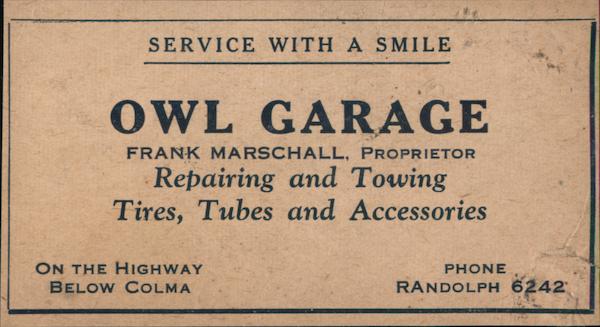 SERVICE WITH A SMILE
OWL GARAGE
FRANK MARSCHALL, PROPRIETOR
Repairing and Towing
Tires, Tubes and Accessories
ON THE HIGHWAY
BELOW COLMA
PHONE
RANDOLPH 6242